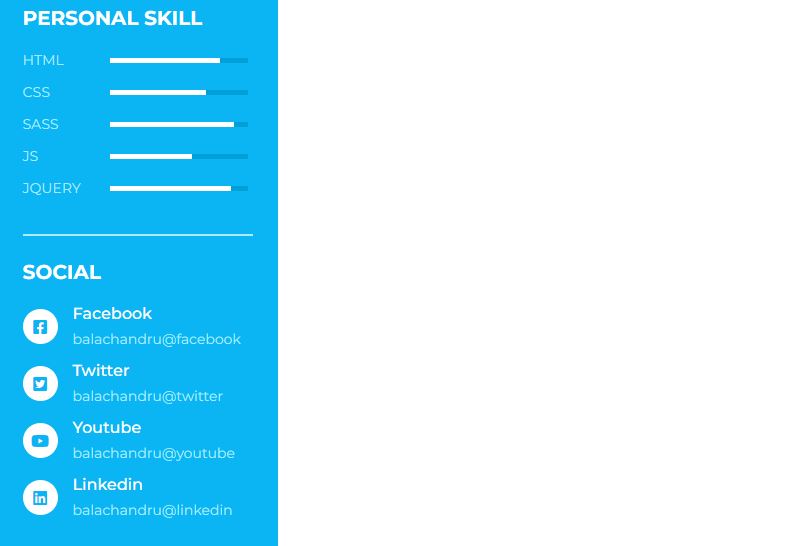 PERSONAL SKILL
HTML
CSS
SASS
JS
JQUERY
SOCIAL
Facebook
balachandru@facebook
Twitter
balachandru@twitter
Youtube
balachandru@youtube
Linkedin
balachandru@linkedin